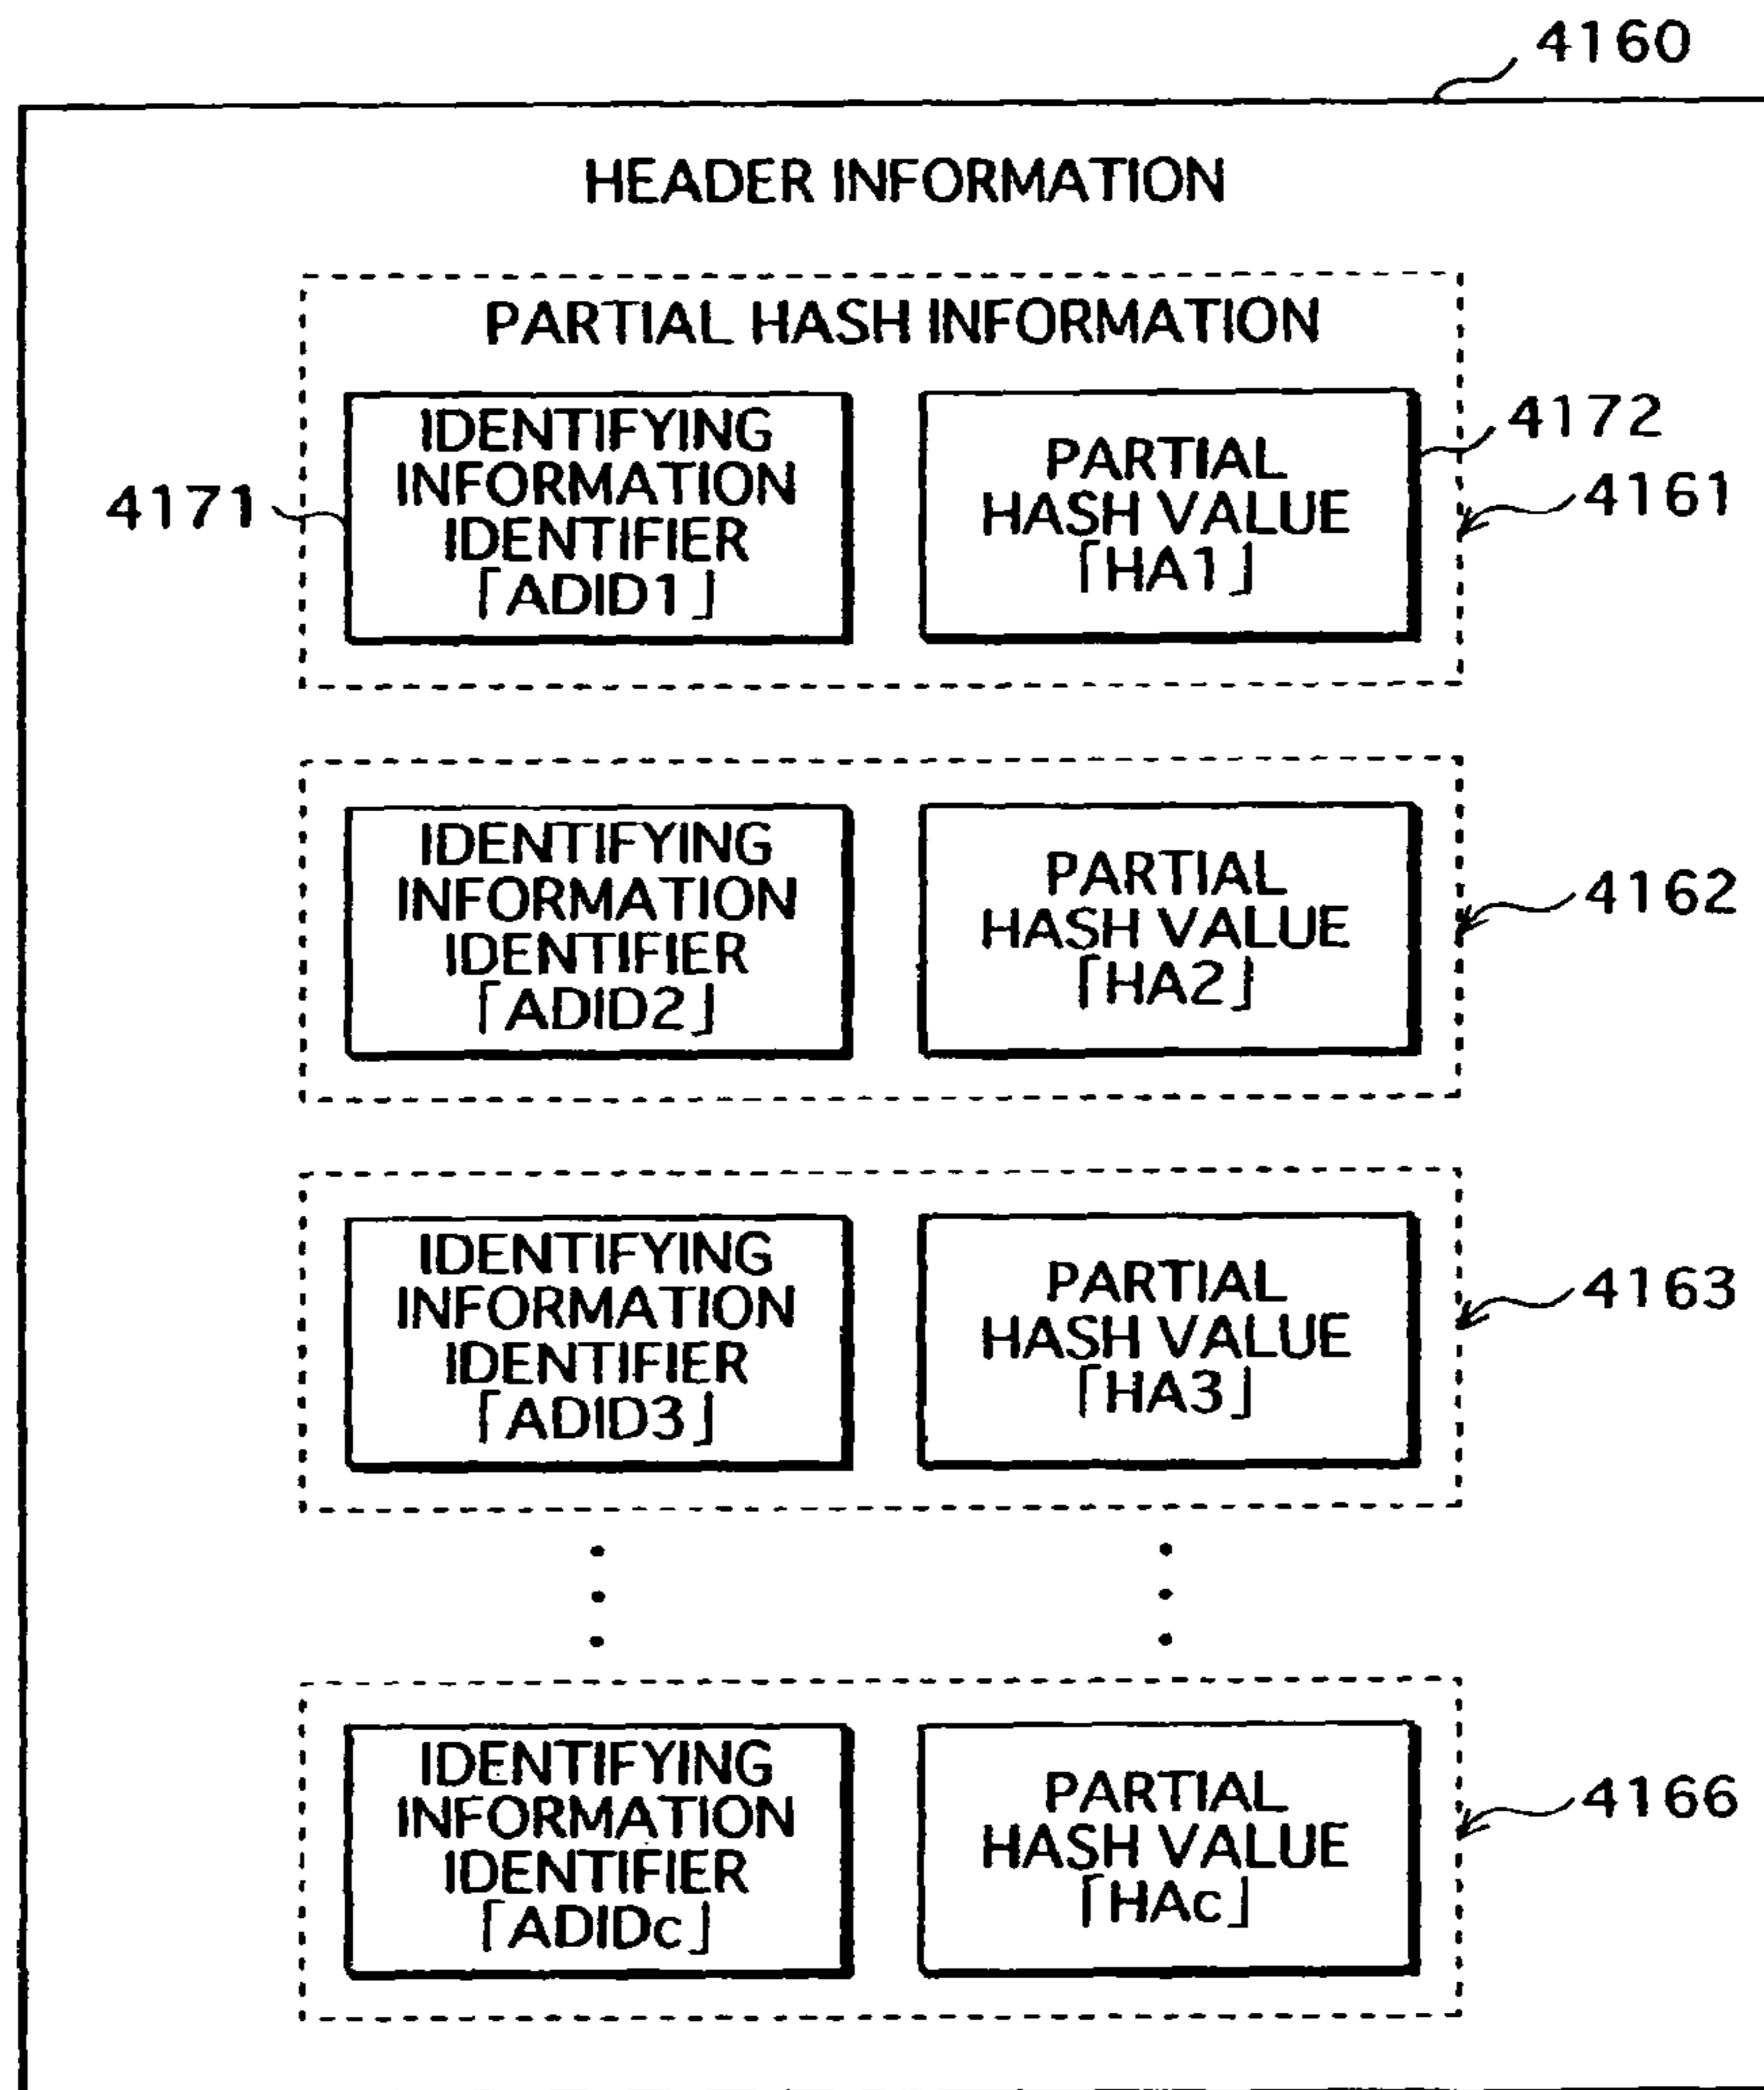 4160
HEADER INFORMATION
PARTIAL HASH INFORMATION
IDENTIFYING
INFORMATION
IDENTIFIER
「ADID1」
4171
PARTIAL
HASH VALUE
「HA1」
4172
4161
IDENTIFYING
INFORMATION
IDENTIFIER
「ADID2」
PARTIAL
HASH VALUE
「HA2」
4162
IDENTIFYING
INFORMATION
IDENTIFIER
「ADID3」
PARTIAL
HASH VALUE
「HA3」
4163
IDENTIFYING
INFORMATION
IDENTIFIER
「ADIDc」
PARTIAL
HASH VALUE
「HAc」
4166